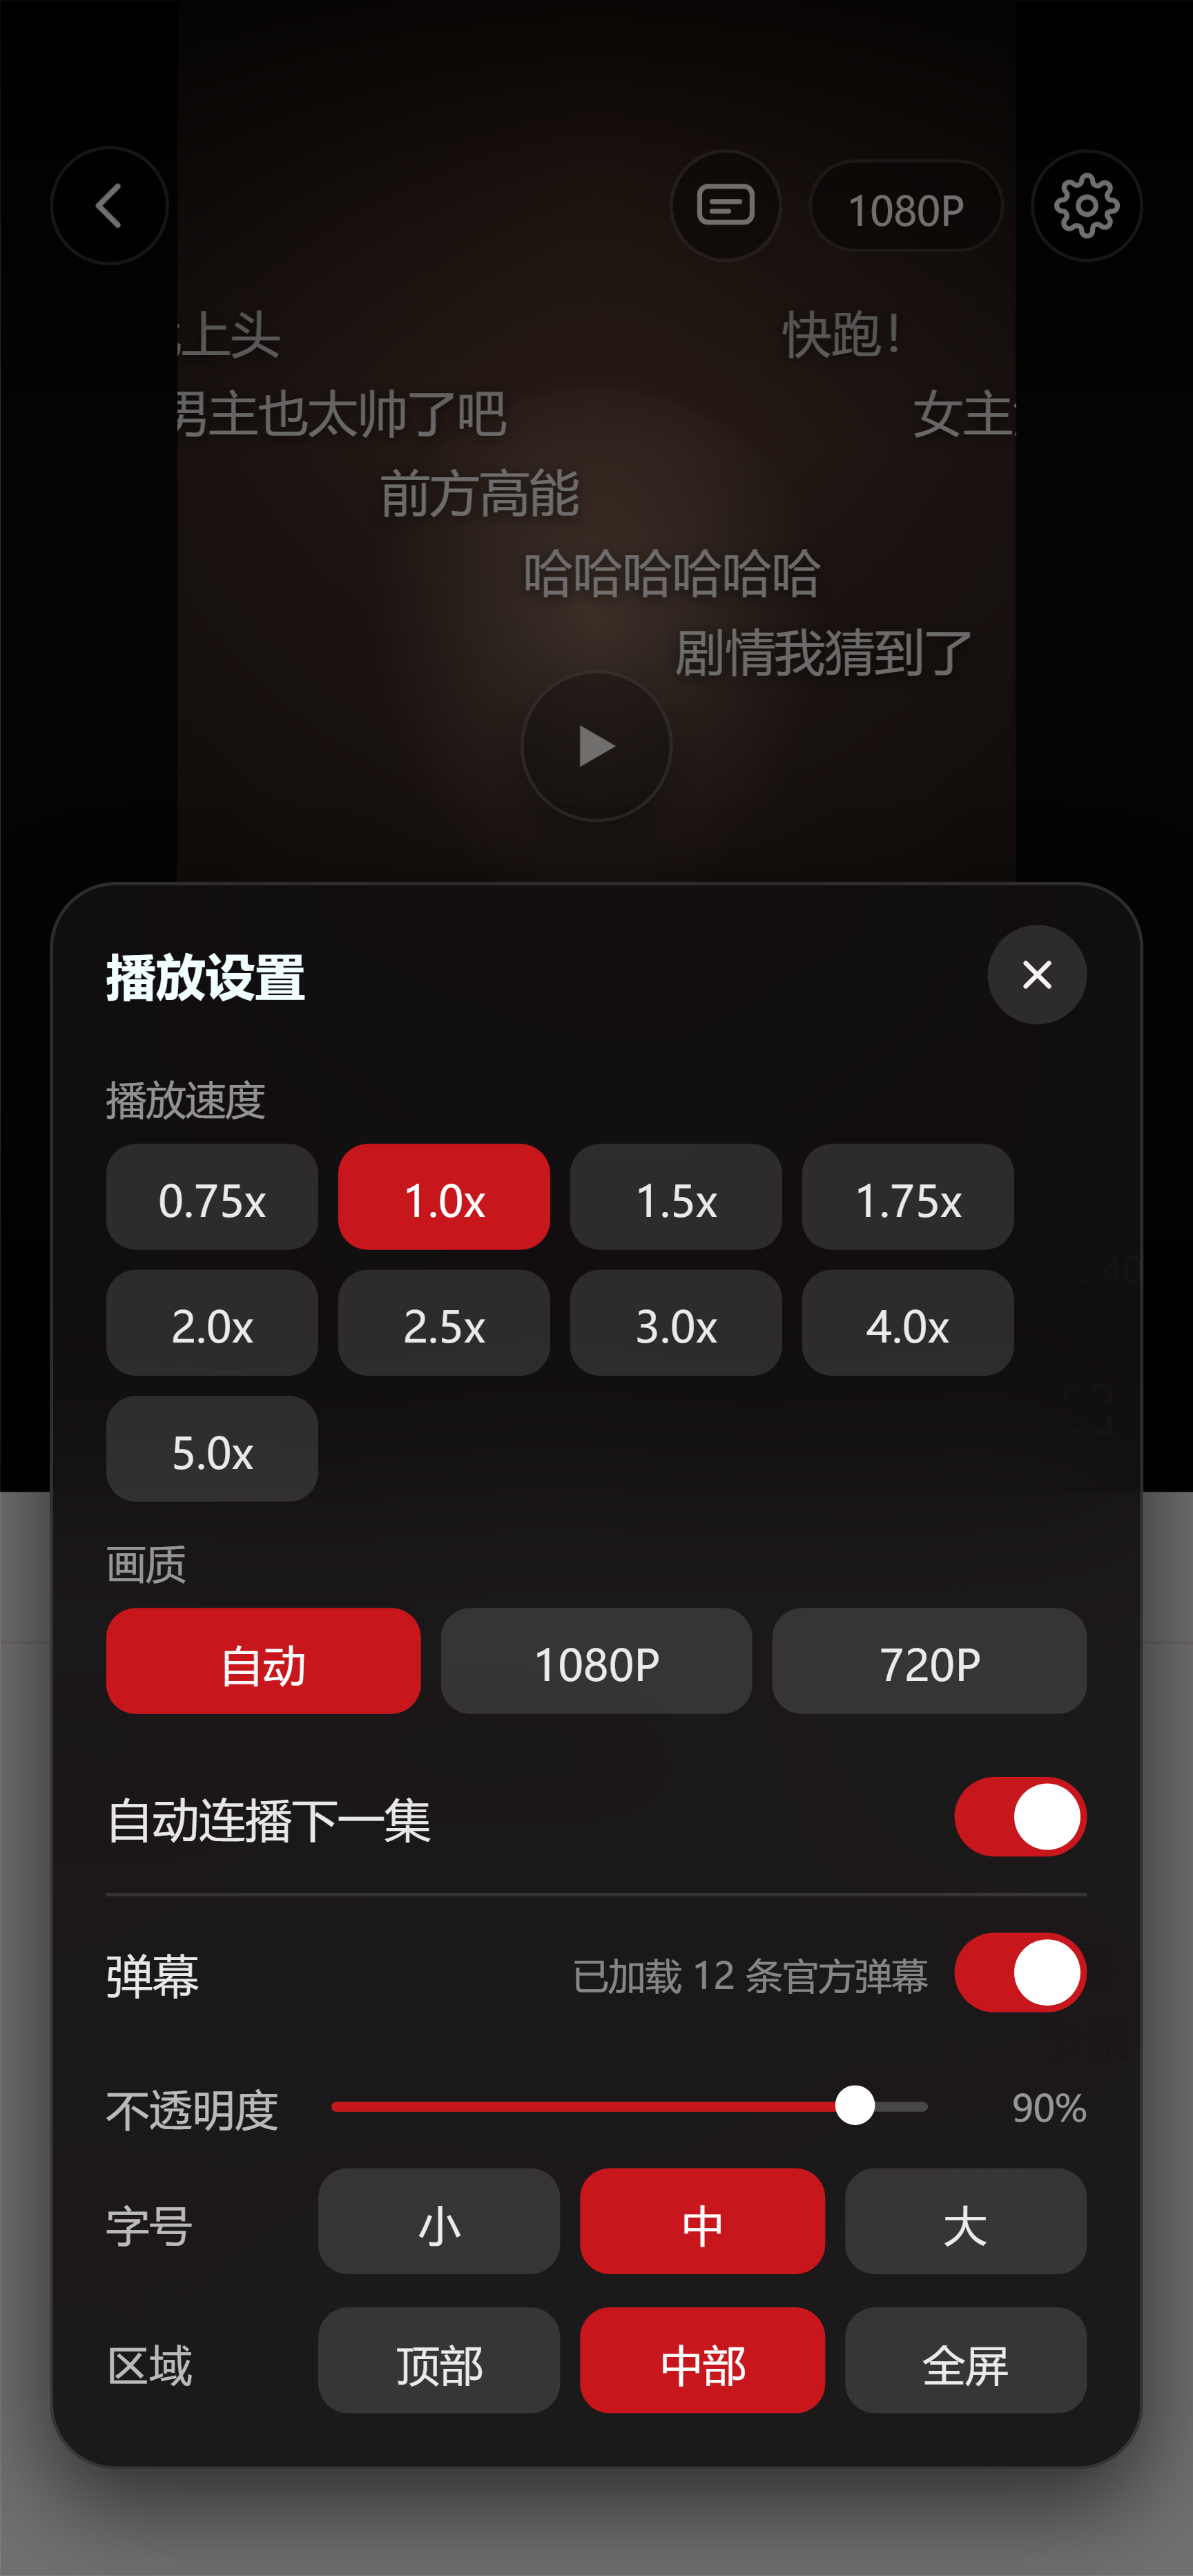 1080P
上头
快跑！
男主也太帅了吧
女主
前方高能
哈哈哈哈哈哈
剧情我猜到了
播放设置
播放速度
0.75x
1.0x
1.5x
1.75x
2.0x
2.5x
3.0x
4.0x
5.0x
画质
自动
1080P
720P
自动连播下一集
弹幕
已加载 12 条官方弹幕
不透明度
90%
字号
小
中
大
区域
顶部
中部
全屏